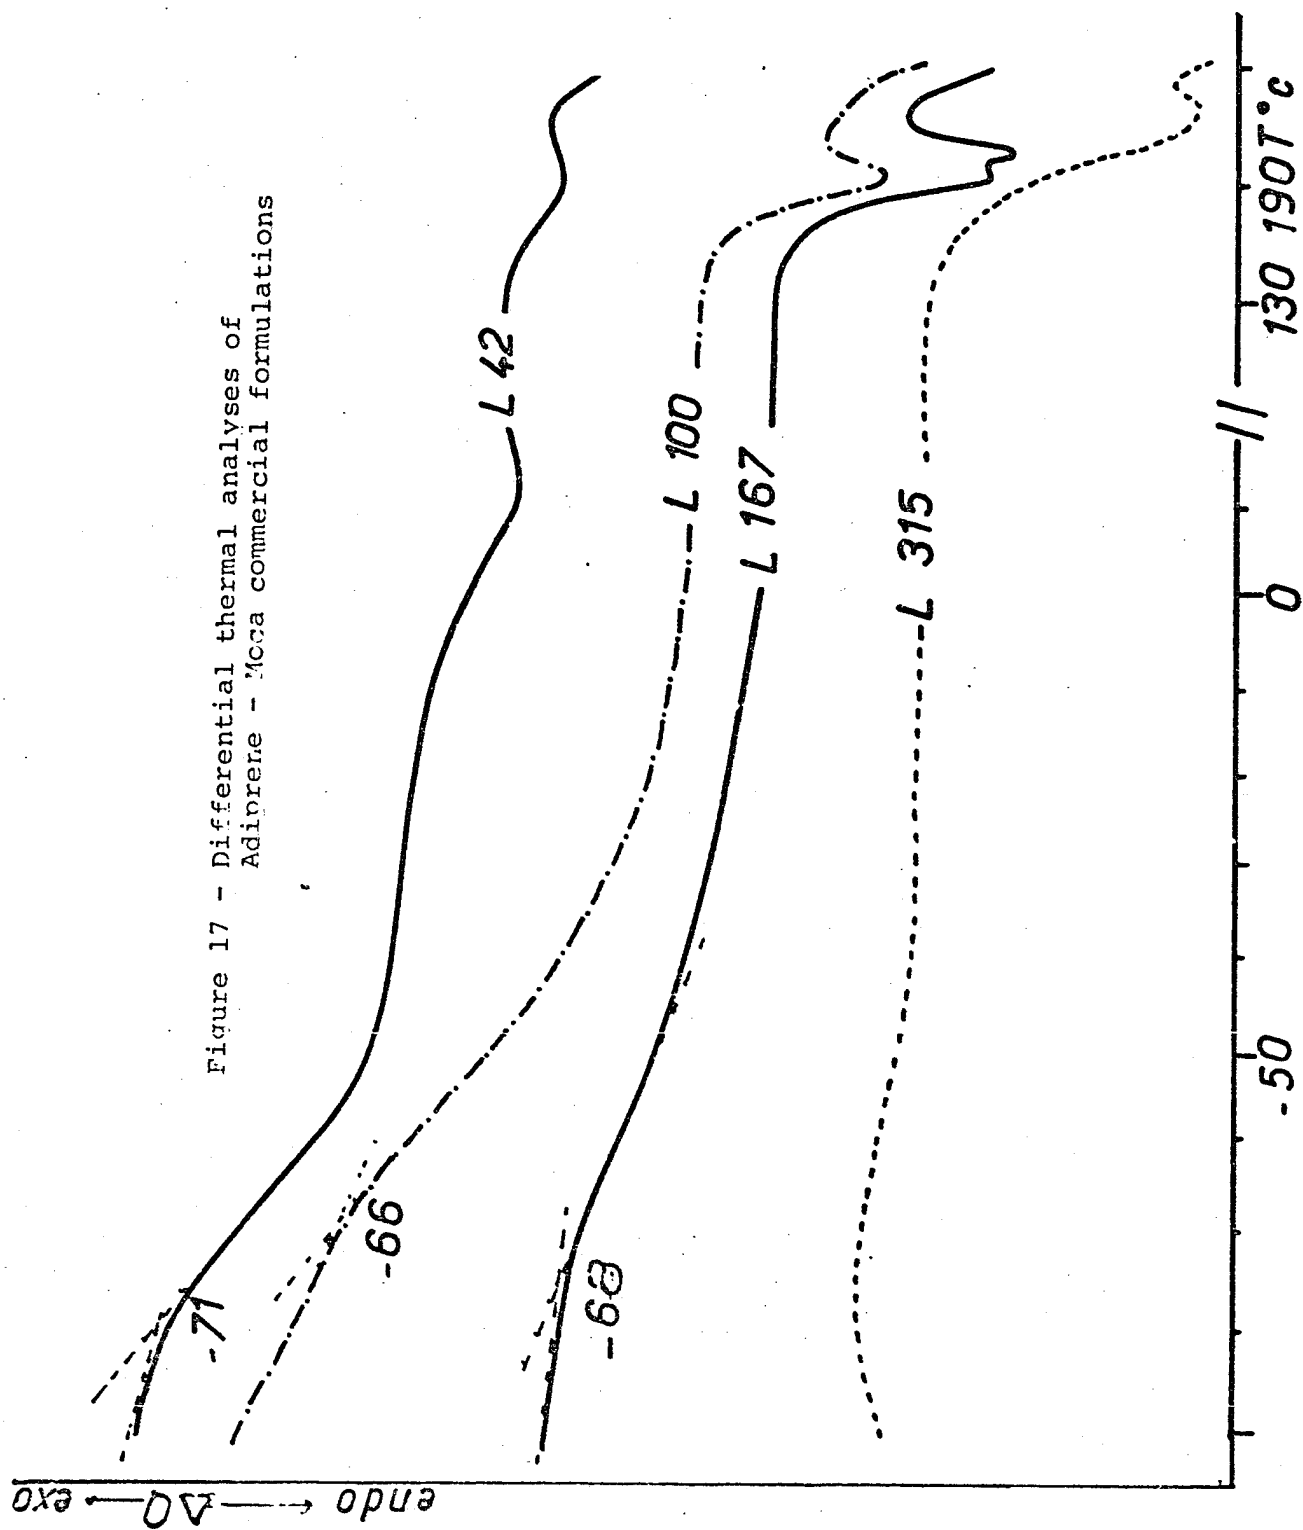 Figure 17 - Differential thermal analyses of
Adiprene - Moca commercial formulations
endo ← ΔQ → exo
L 42
L 100
L 167
L 315
-71
-66
-68
-50
0
130
190
T°c